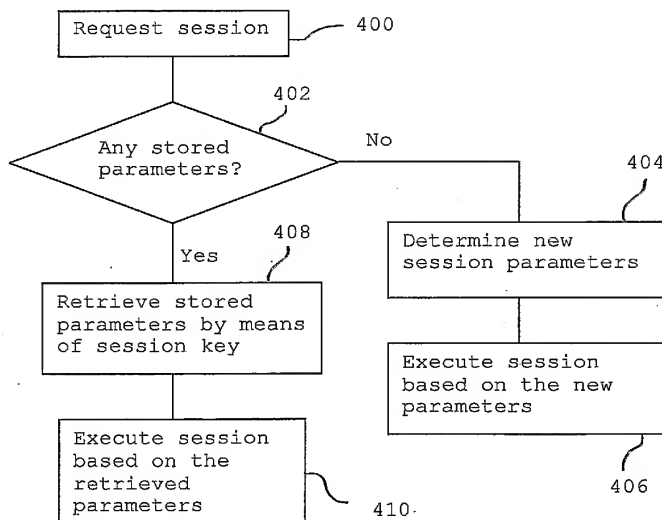 Request session
400
402
Any stored
parameters?
No
404
Determine new
session parameters
Yes
408
Retrieve stored
parameters by means
of session key
Execute session
based on the new
parameters
406
Execute session
based on the
retrieved
parameters
410